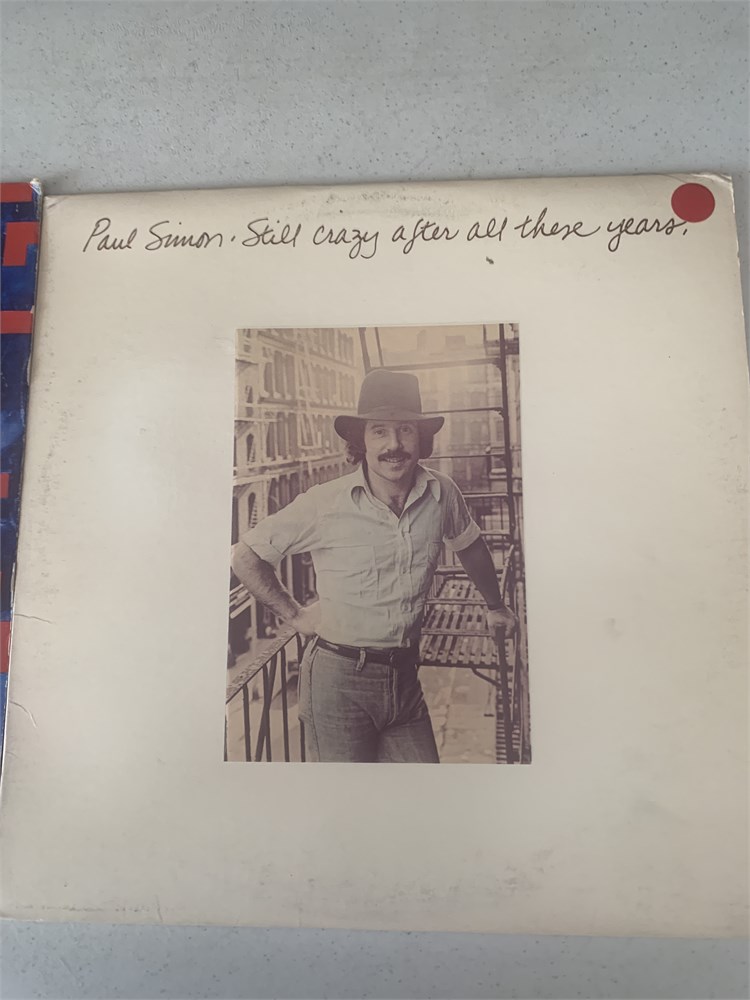 Paul Simon. Still crazy after all these years.